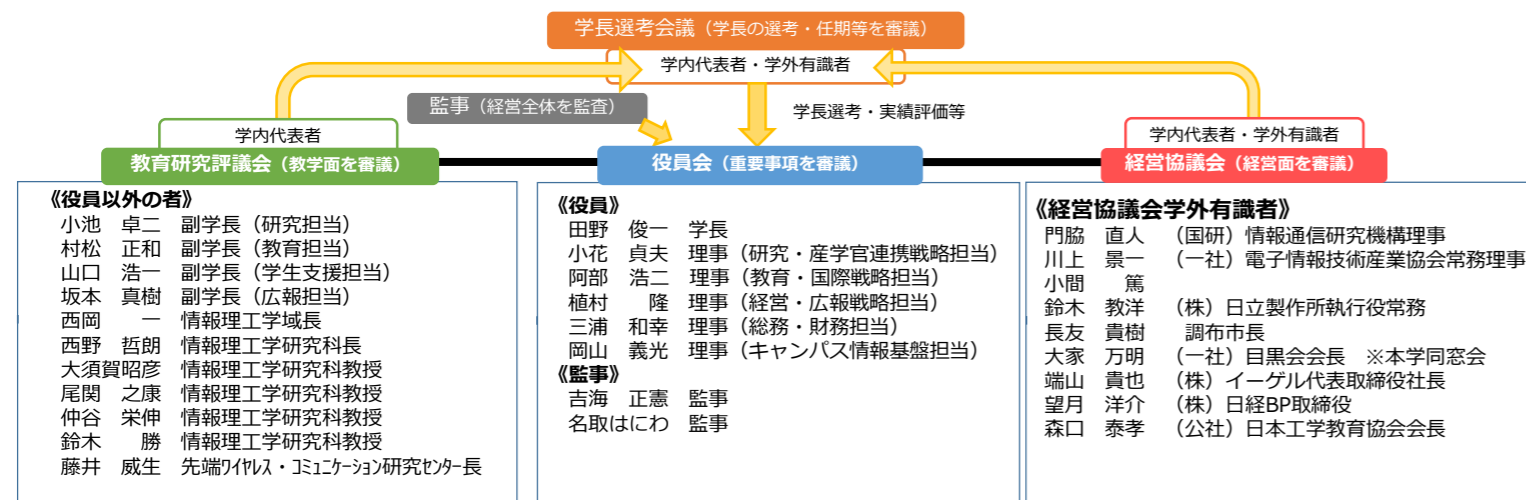 学長選考会議（学長の選考・任期等を審議）
学内代表者・学外有識者
監事（経営全体を監査）
学長選考・実績評価等
学内代表者
教育研究評議会（教学面を審議）
《役員以外の者》
小池　卓二　副学長（研究担当）
村松　正和　副学長（教育担当）
山口　浩一　副学長（学生支援担当）
坂本　真樹　副学長（広報担当）
西岡　　一　情報理工学域長
西野　哲朗　情報理工学研究科長
大須賀昭彦　情報理工学研究科教授
尾関　之康　情報理工学研究科教授
仲谷　栄伸　情報理工学研究科教授
鈴木　　勝　情報理工学研究科教授
藤井　威生　先端ワイヤレス・コミュニケーション研究センター長
役員会（重要事項を審議）
《役員》
田野　俊一　学長
小花　貞夫　理事（研究・産学官連携戦略担当）
阿部　浩二　理事（教育・国際戦略担当）
植村　　隆　理事（経営・広報戦略担当）
三浦　和幸　理事（総務・財務担当）
岡山　義光　理事（キャンパス情報基盤担当）
《監事》
吉海　正憲　監事
名取はにわ　監事
学内代表者・学外有識者
経営協議会（経営面を審議）
《経営協議会学外有識者》
門脇　直人　（国研）情報通信研究機構理事
川上　景一　（一社）電子情報技術産業協会常務理事
小間　　篤
鈴木　教洋　（株）日立製作所執行役常務
長友　貴樹　調布市長
大家　万明　（一社）目黒会会長　※本学同窓会
端山　貴也　（株）イーゲル代表取締役社長
望月　洋介　（株）日経BP取締役
森口　泰孝　（公社）日本工学教育協会会長